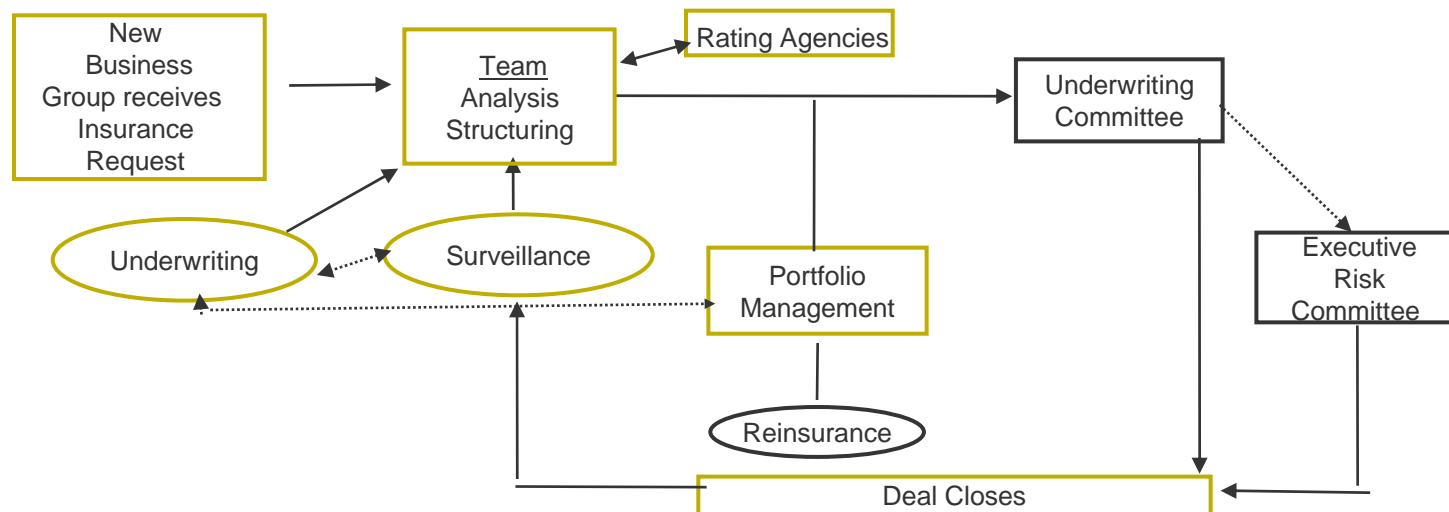 New
Business
Group receives
Insurance
Request
Team
Analysis
Structuring
Rating Agencies
Underwriting
Committee
Underwriting
Surveillance
Portfolio
Management
Executive
Risk
Committee
Reinsurance
Deal Closes